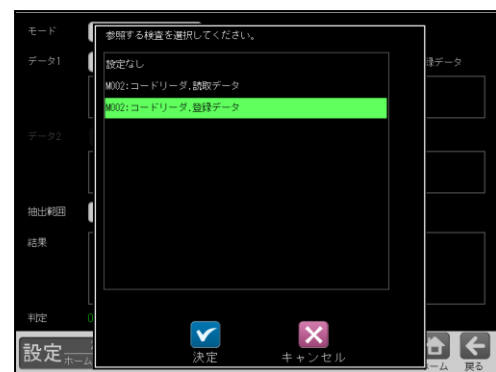 モード
参照する検査を選択してください。
データ1
録データ
設定なし
M002:コードリーダ.読取データ
M002:コードリーダ.登録データ
データ2
抽出範囲
結果
判定
決定
キャンセル
設定
ホーム
戻る